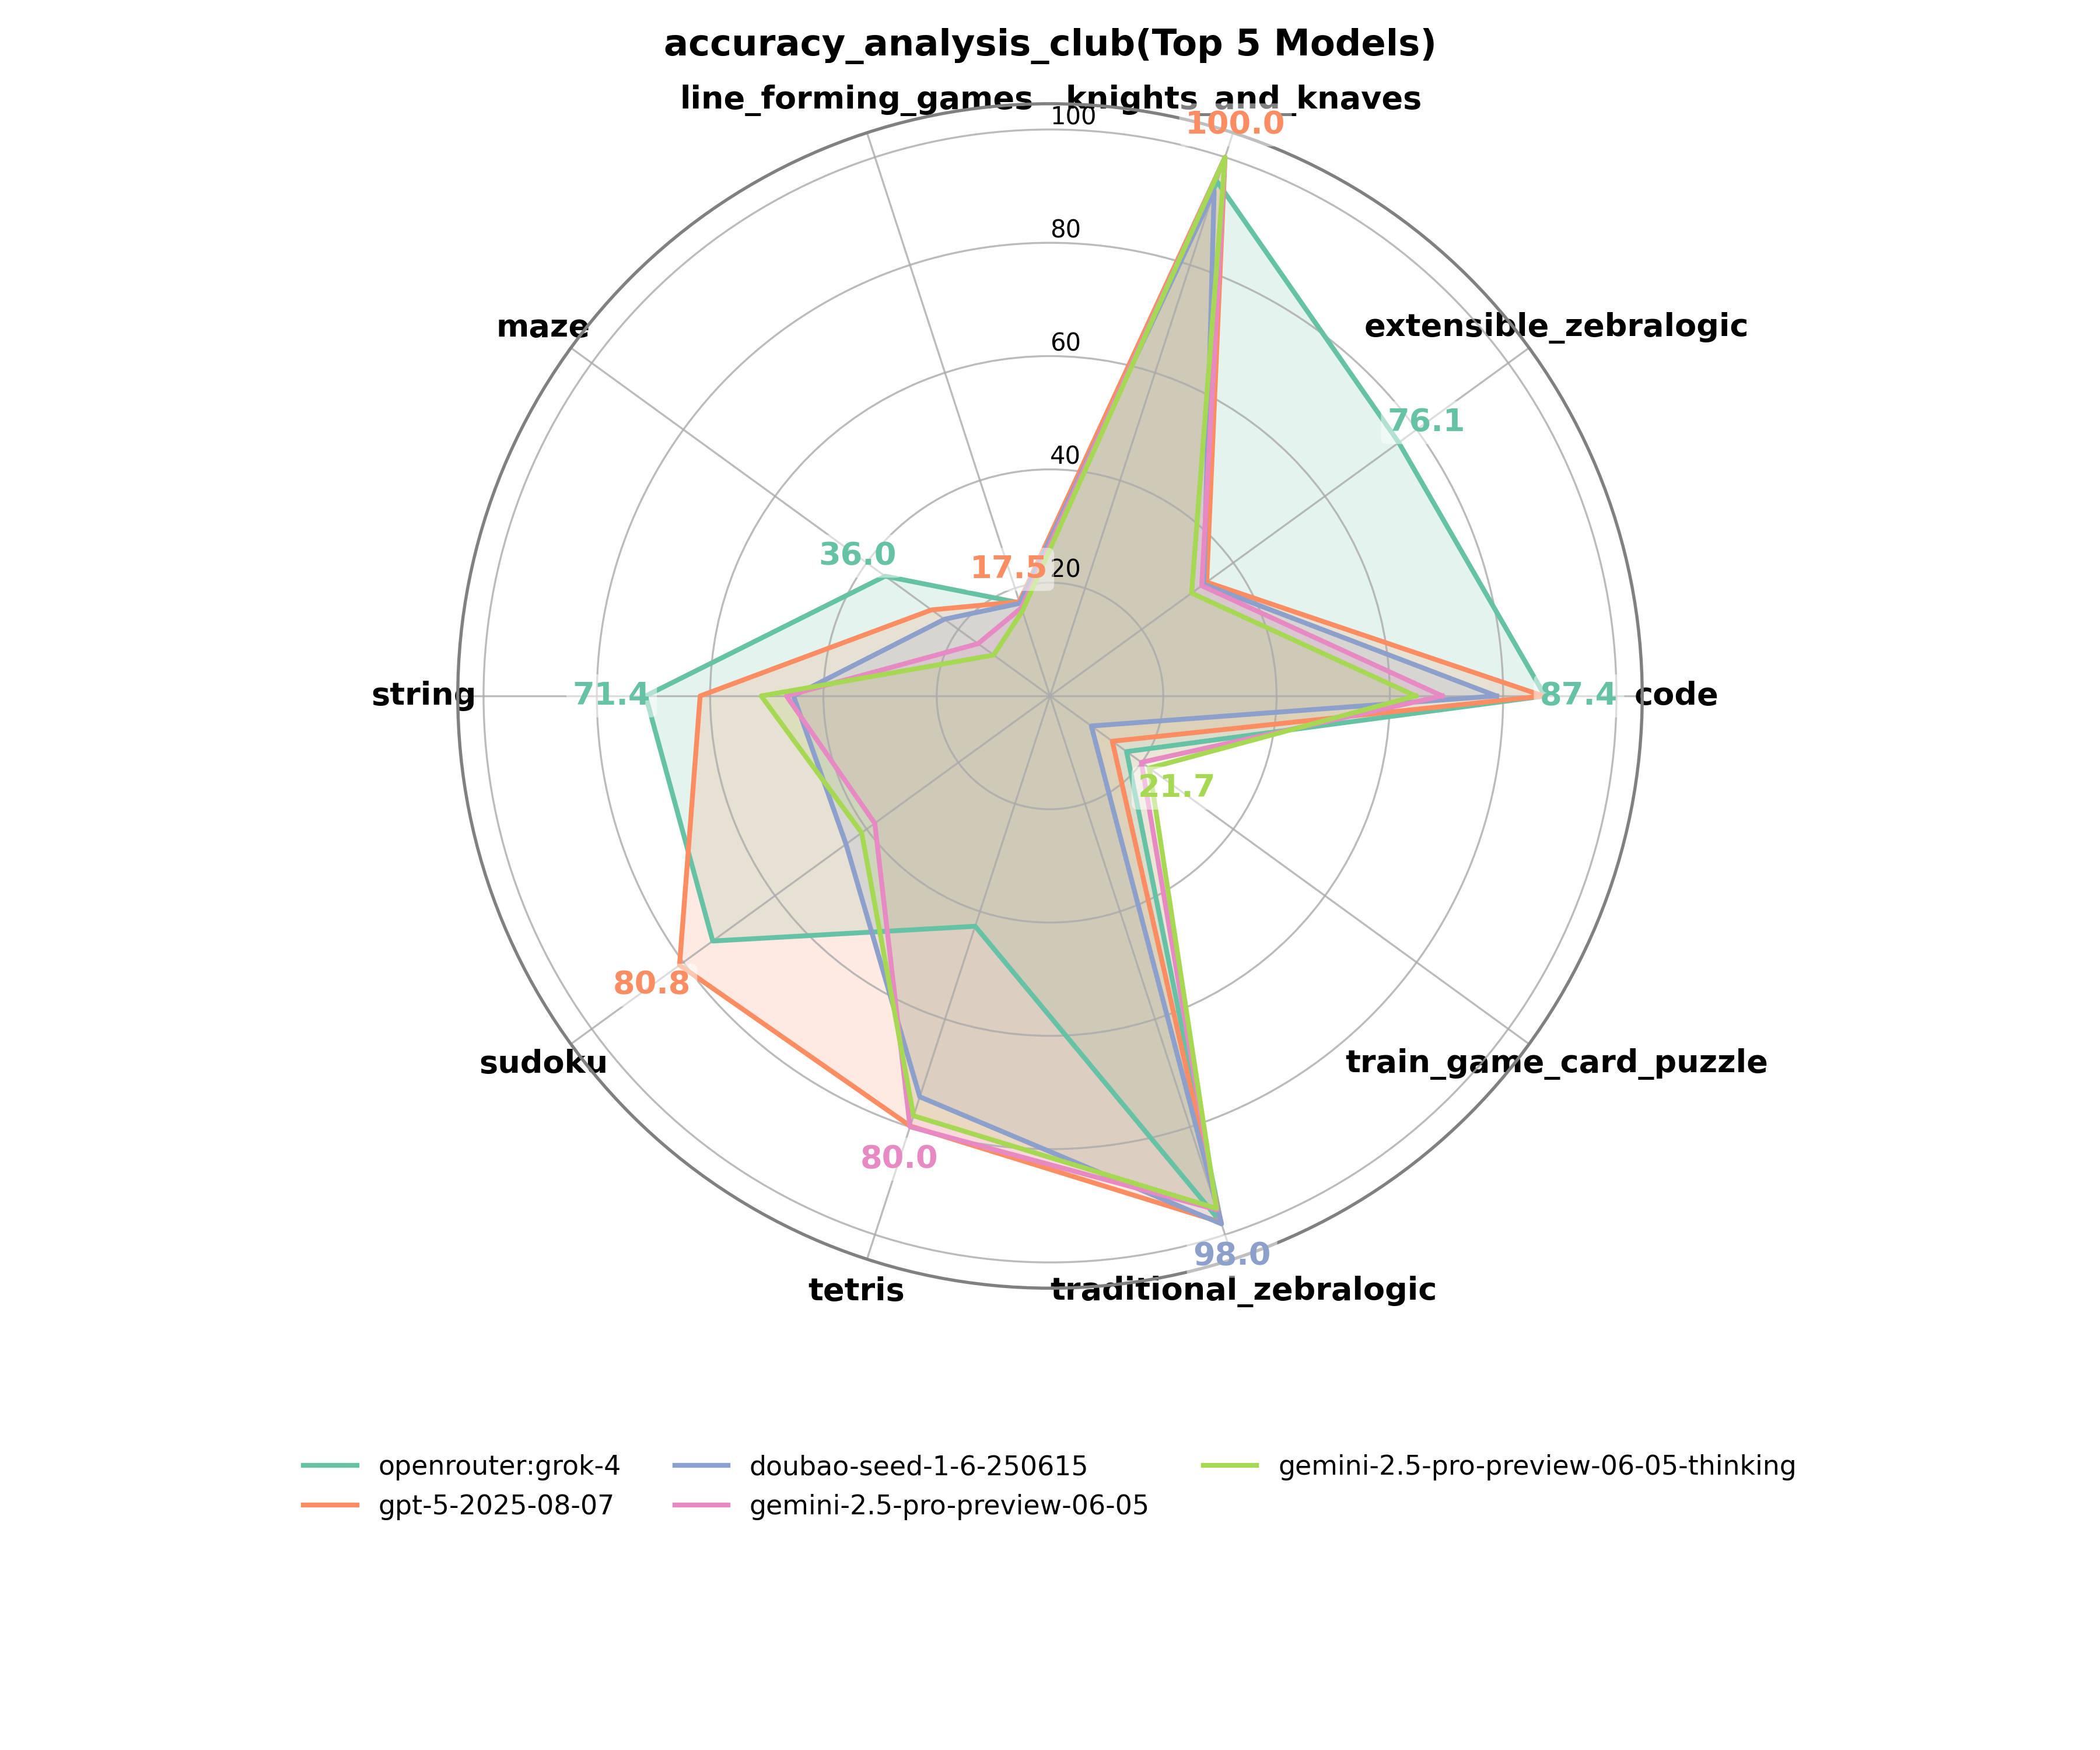 accuracy_analysis_club(Top 5 Models)
line_forming_games
knights_and_knaves
100
100.0
80
60
40
20
extensible_zebralogic
76.1
maze
36.0
17.5
string
71.4
87.4
code
21.7
80.8
sudoku
train_game_card_puzzle
80.0
98.0
tetris
traditional_zebralogic
openrouter:grok-4
gpt-5-2025-08-07
doubao-seed-1-6-250615
gemini-2.5-pro-preview-06-05
gemini-2.5-pro-preview-06-05-thinking